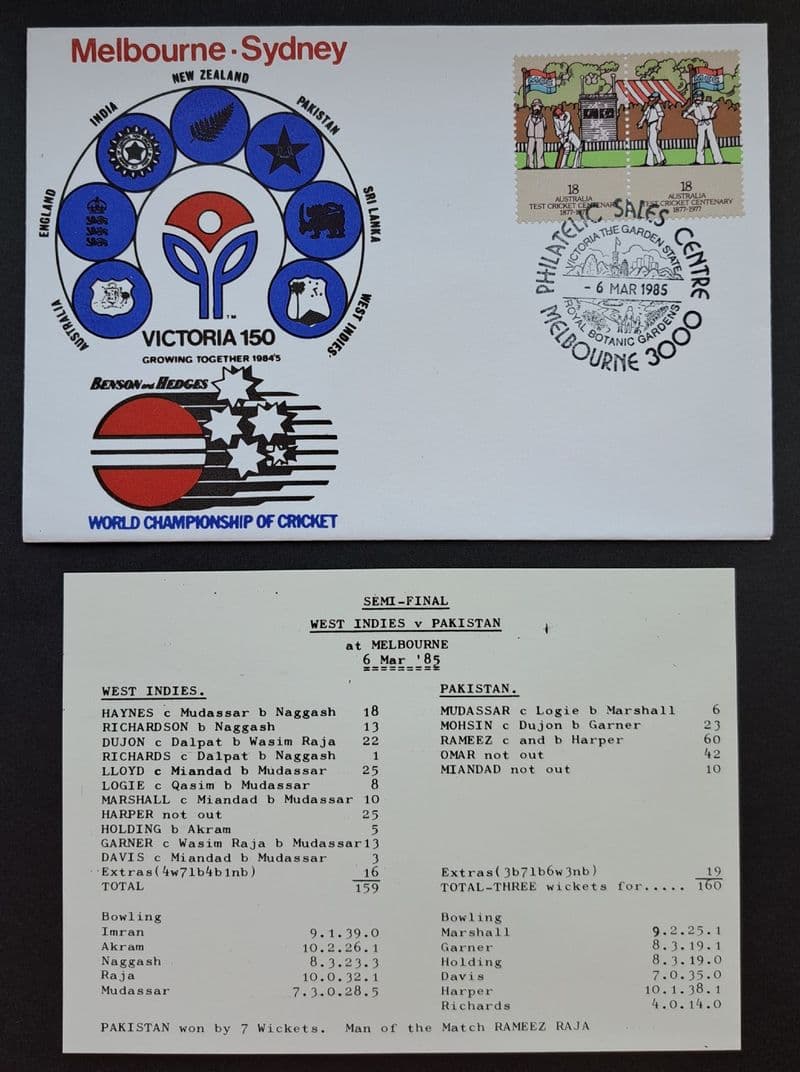 Melbourne·Sydney
NEW ZEALAND
INDIA
PAKISTAN
ENGLAND
SRI LANKA
AUSTRALIA
WEST INDIES
TM
VICTORIA 150
GROWING TOGETHER 1984'5
BENSON and HEDGES
WORLD CHAMPIONSHIP OF CRICKET
18
AUSTRALIA
TEST CRICKET CENTENARY
1877-1977
18
AUSTRALIA
TEST CRICKET CENTENARY
1877-1977
PHILATELIC SALES CENTRE
VICTORIA THE GARDEN STATE
- 6 MAR 1985
ROYAL BOTANIC GARDENS
MELBOURNE 3000
SEMI-FINAL
WEST INDIES v PAKISTAN
at MELBOURNE
6 Mar '85
WEST INDIES.
HAYNES c Mudassar b Naggash 18
RICHARDSON b Naggash 13
DUJON c Dalpat b Wasim Raja 22
RICHARDS c Dalpat b Naggash 1
LLOYD c Miandad b Mudassar 25
LOGIE c Qasim b Mudassar 8
MARSHALL c Miandad b Mudassar 10
HARPER not out 25
HOLDING b Akram 5
GARNER c Wasim Raja b Mudassar13
DAVIS c Miandad b Mudassar 3
Extras(4w7lb4b1nb) 16
TOTAL 159
Bowling
Imran 9.1.39.0
Akram 10.2.26.1
Naggash 8.3.23.3
Raja 10.0.32.1
Mudassar 7.3.0.28.5
PAKISTAN.
MUDASSAR c Logie b Marshall 6
MOHSIN c Dujon b Garner 23
RAMEEZ c and b Harper 60
OMAR not out 42
MIANDAD not out 10
Extras(3b7lb6w3nb) 19
TOTAL-THREE wickets for..... 160
Bowling
Marshall 9.2.25.1
Garner 8.3.19.1
Holding 8.3.19.0
Davis 7.0.35.0
Harper 10.1.38.1
Richards 4.0.14.0
PAKISTAN won by 7 Wickets. Man of the Match RAMEEZ RAJA